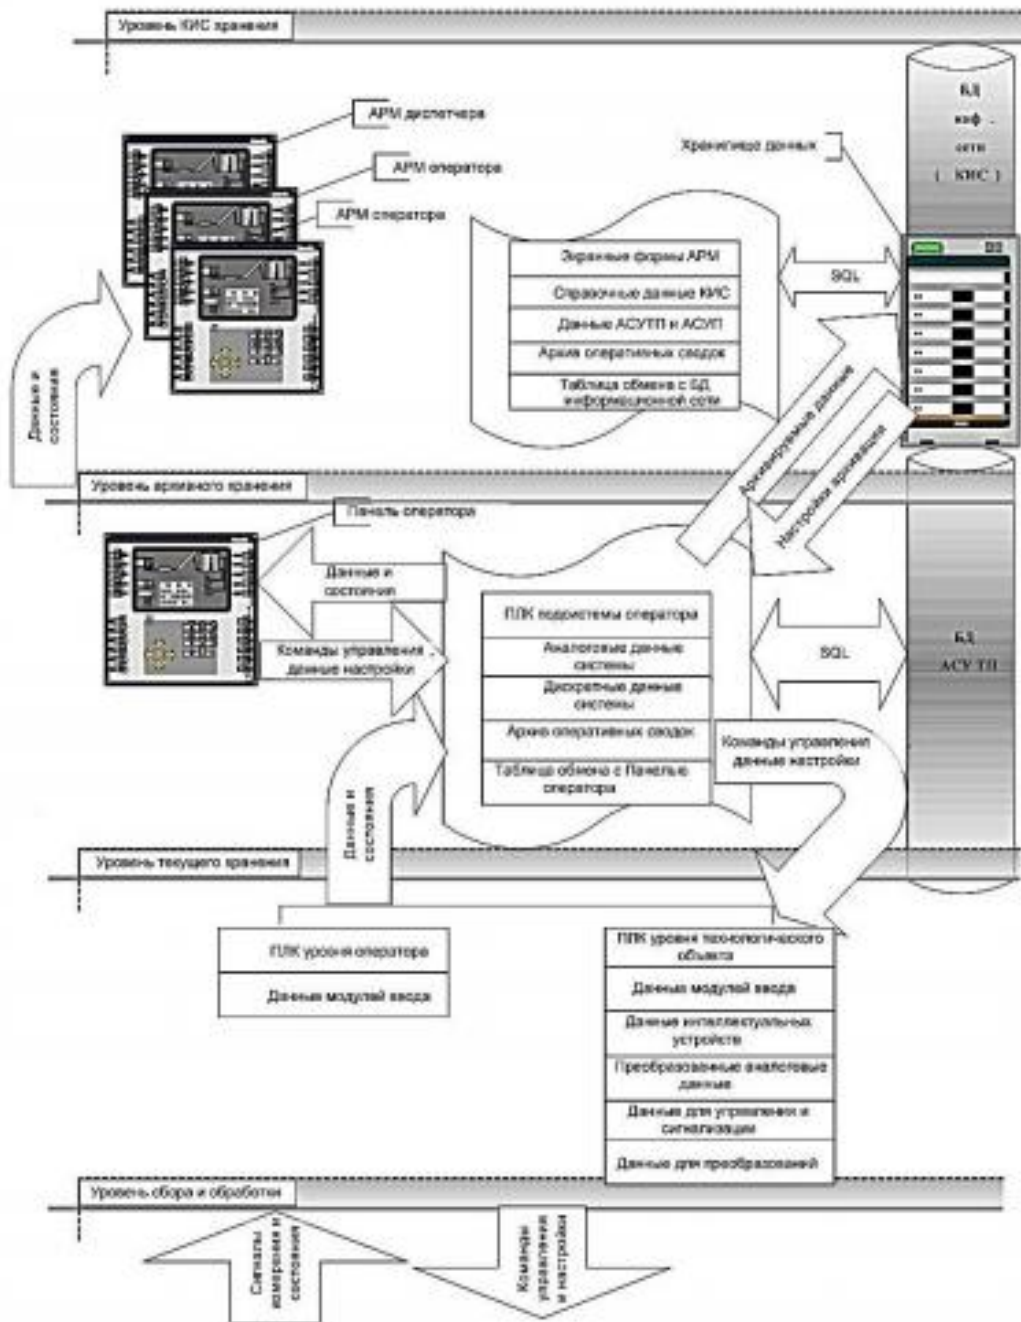 Уровень КИС хранения
БД
инф.
сети
( КИС )
АРМ диспетчера
АРМ оператора
АРМ оператора
Хранилище данных
Экранные формы АРМ
Справочные данные КИС
Данные АСУТП и АСУП
Архив оперативных сводок
Таблица обмена с БД
информационной сети
SQL
Данные и
состояния
Архивируемые данные
Настройки архивации
Уровень архивного хранения
Панель оператора
Данные и
состояния
Команды управления
данные настройки
ПЛК подсистемы оператора
Аналоговые данные
системы
Дискретные данные
системы
Архив оперативных сводок
Таблица обмена с Панелью
оператора
SQL
БД
АСУ ТП
Команды управления
данные настройки
Данные и
состояния
Уровень текущего хранения
ПЛК уровня оператора
Данные модулей ввода
ПЛК уровня технологического
объекта
Данные модулей ввода
Данные интеллектуальных
устройств
Преобразованные аналоговые
данные
Данные для управления и
сигнализации
Данные для преобразований
Уровень сбора и обработки
Сигналы
измерения и
состояния
Команды
управления
и настройки